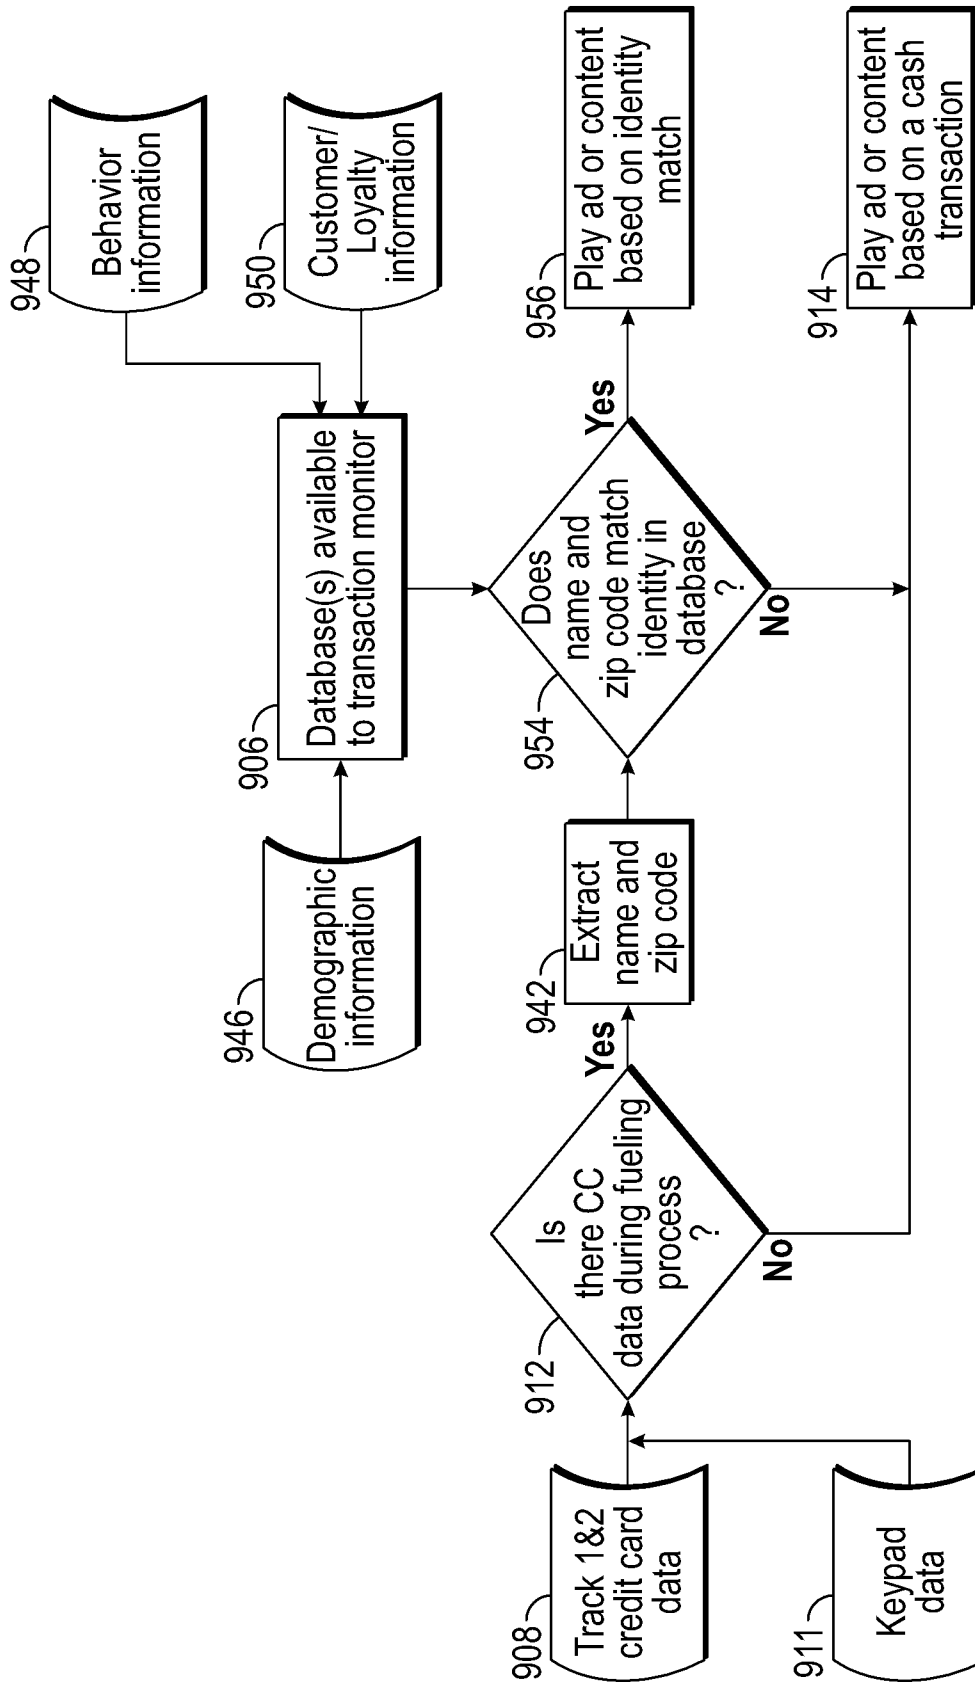 948
Behavior
information
950
Customer/
Loyalty
information
946
Demographic
information
906
Database(s) available
to transaction monitor
908
Track 1&2
credit card
data
911
Keypad
data
912
Is
there CC
data during fueling
process
?
Yes
No
942
Extract
name and
zip code
954
Does
name and
zip code match
identity in
database
?
Yes
No
956
Play ad or content
based on identity
match
914
Play ad or content
based on a cash
transaction